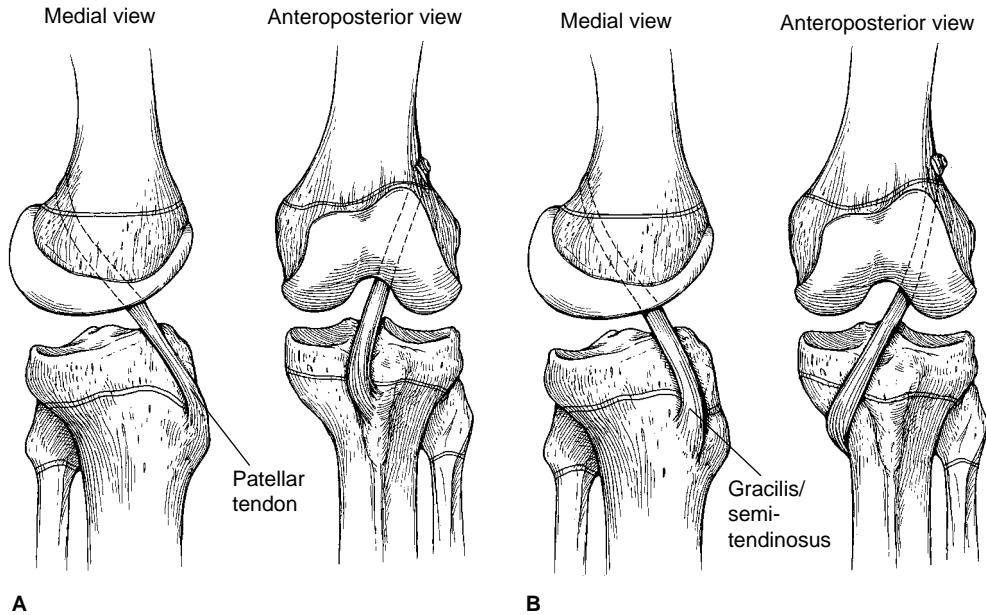 Medial view
Anteroposterior view
Medial view
Anteroposterior view
Patellar
tendon
Gracilis/
semi-
tendinosus
A
B